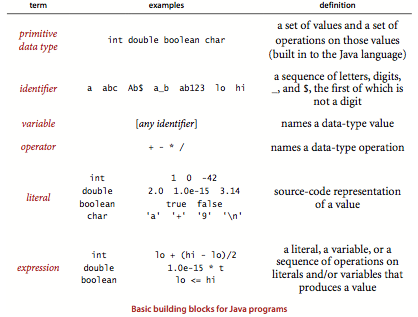 term examples definition
a set of values and a set of
primitive operations on those values
data type int double boolean char
(built in to the Java language)
a sequence of letters, digits,
identifier a abc Ab$ a_b ab123 lo hi _, and $, the first of which is
not a digit
variable [any identifier] names a data-type value
operator + - * / names a data-type operation
int 1 0 -42
double 2.0 1.0e-15 3.14 source-code representation
literal
boolean true false of a value
char 'a' '+' '9' '\n'
a literal, a variable, or a
int lo + (hi - lo)/2 sequence of operations on
expression double 1.0e-15 * t literals and/or variables that
boolean lo <= hi produces a value
Basic building blocks for Java programs